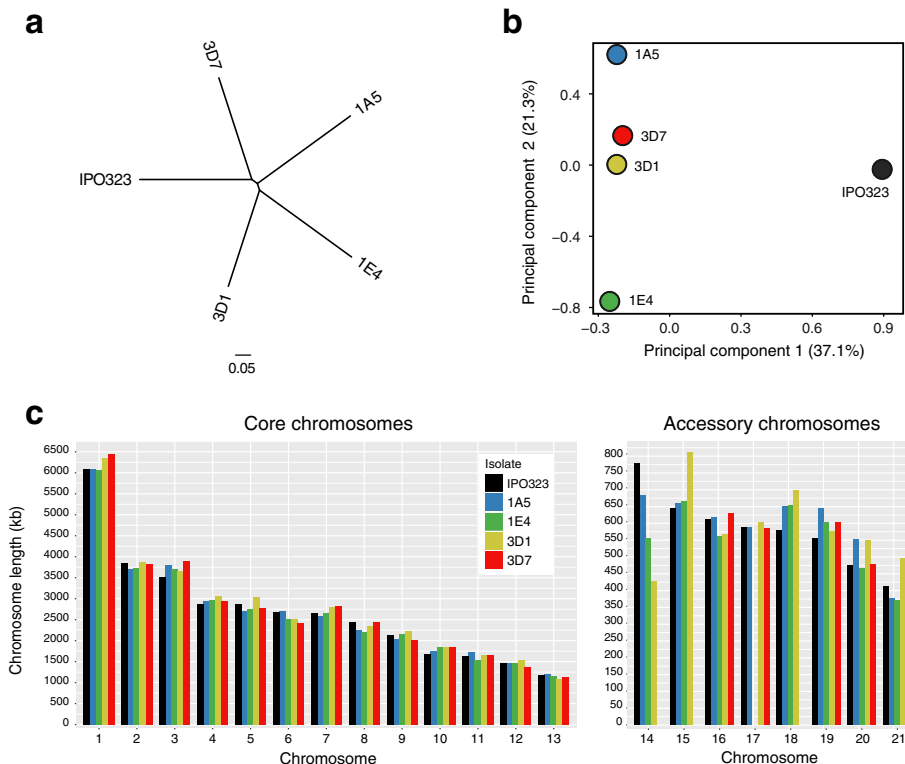 a
3D7
1A5
IPO323
1E4
3D1
0.05
b
Principal component 2 (21.3%)
0.4
0.0
−0.4
−0.8
1A5
3D7
3D1
IPO323
1E4
−0.3 0.0 0.3 0.6 0.9
Principal component 1 (37.1%)
c
Core chromosomes
Chromosome length (kb)
6500
6000
5500
5000
4500
4000
3500
3000
2500
2000
1500
1000
500
0
Isolate
IPO323
1A5
1E4
3D1
3D7
1 2 3 4 5 6 7 8 9 10 11 12 13
Chromosome
Accessory chromosomes
800
750
700
650
600
550
500
450
400
350
300
250
200
150
100
50
0
14 15 16 17 18 19 20 21
Chromosome